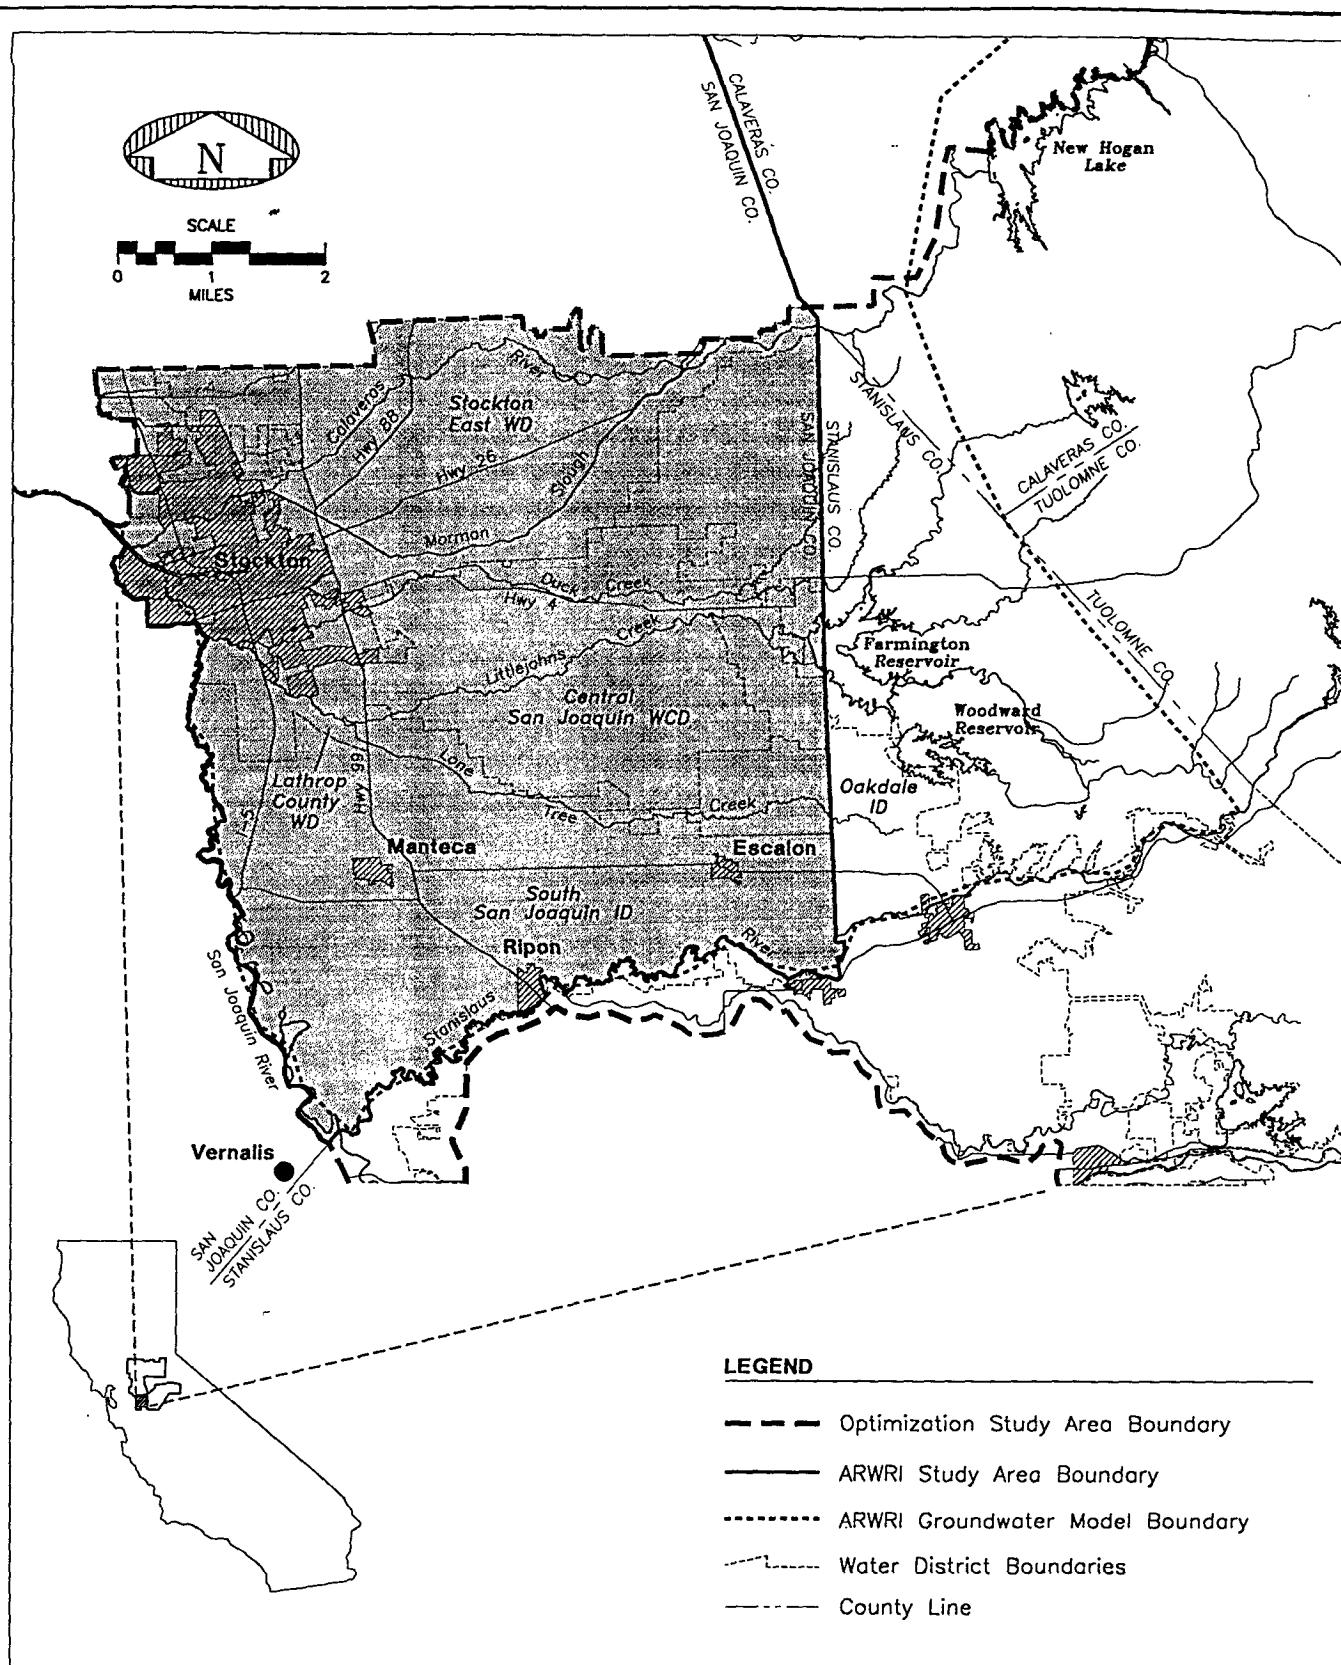 CALAVERAS CO.
SAN JOAQUIN CO.
New Hogan
Lake
N
SCALE
0 1 2
MILES
River
Calaveros
Hwy 88
Stockton
East WD
Hwy 26
Slough
Mormon
STANISLAUS CO.
SAN JOAQUIN CO.
STANISLAUS CO.
CALAVERAS CO.
TUOLOMNE CO.
Stockton
Duck Creek
Hwy 4
TUOLOMNE CO.
Creek
Littlejohns
Farmington
Reservoir
Central
San Joaquin WCD
Woodward
Reservoir
Lone
Tree
Creek
Hwy 99
Lathrop
County
WD
I-5
Oakdale
ID
Manteca
Escalon
South
San Joaquin ID
Ripon
River
Stanislaus
San Joaquin River
Vernalis
SAN
JOAQUIN CO.
STANISLAUS CO.
LEGEND
Optimization Study Area Boundary
ARWRI Study Area Boundary
ARWRI Groundwater Model Boundary
Water District Boundaries
County Line